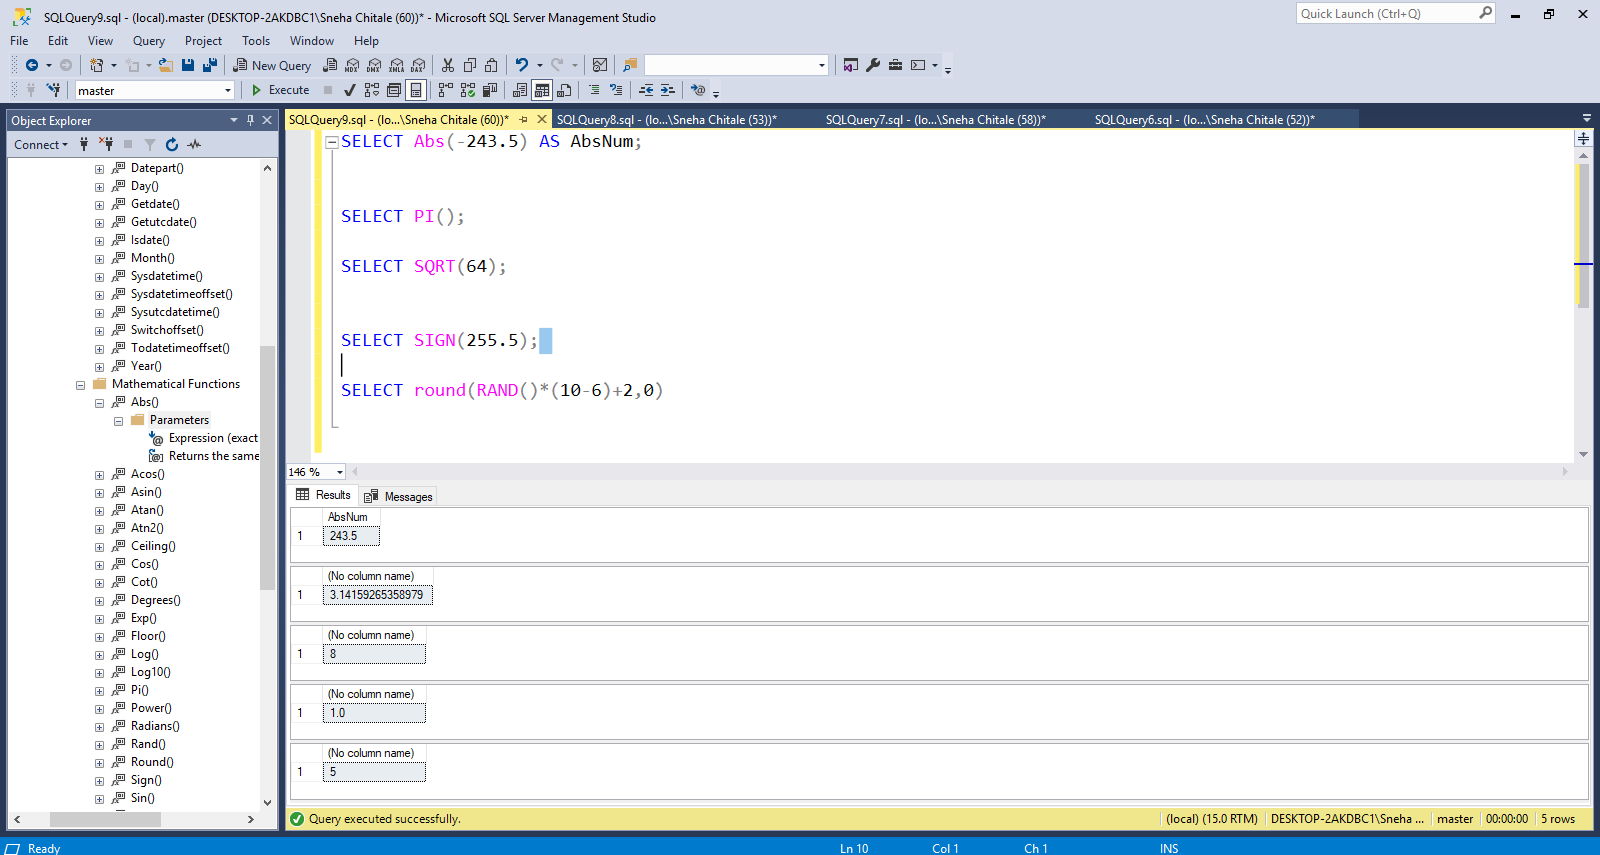 SQLQuery9.sql - (local).master (DESKTOP-2AKDBC1\Sneha Chitale (60))* - Microsoft SQL Server Management Studio
Quick Launch (Ctrl+Q)
File Edit View Query Project Tools Window Help
New Query MDX DMX XMLA DAX
master Execute
Object Explorer
Connect
Datepart()
Day()
Getdate()
Getutcdate()
Isdate()
Month()
Sysdatetime()
Sysdatetimeoffset()
Sysutcdatetime()
Switchoffset()
Todatetimeoffset()
Year()
Mathematical Functions
Abs()
Parameters
Expression (exact
Returns the same
Acos()
Asin()
Atan()
Atn2()
Ceiling()
Cos()
Cot()
Degrees()
Exp()
Floor()
Log()
Log10()
Pi()
Power()
Radians()
Rand()
Round()
Sign()
Sin()
SQLQuery9.sql - (lo...\Sneha Chitale (60))* SQLQuery8.sql - (lo...\Sneha Chitale (53))* SQLQuery7.sql - (lo...\Sneha Chitale (58))* SQLQuery6.sql - (lo...\Sneha Chitale (52))*
SELECT Abs(-243.5) AS AbsNum;
SELECT PI();
SELECT SQRT(64);
SELECT SIGN(255.5);
SELECT round(RAND()*(10-6)+2,0)
146 %
Results Messages
AbsNum
1 243.5
(No column name)
1 3.14159265358979
(No column name)
1 8
(No column name)
1 1.0
(No column name)
1 5
Query executed successfully. (local) (15.0 RTM) DESKTOP-2AKDBC1\Sneha ... master 00:00:00 5 rows
Ready Ln 10 Col 1 Ch 1 INS